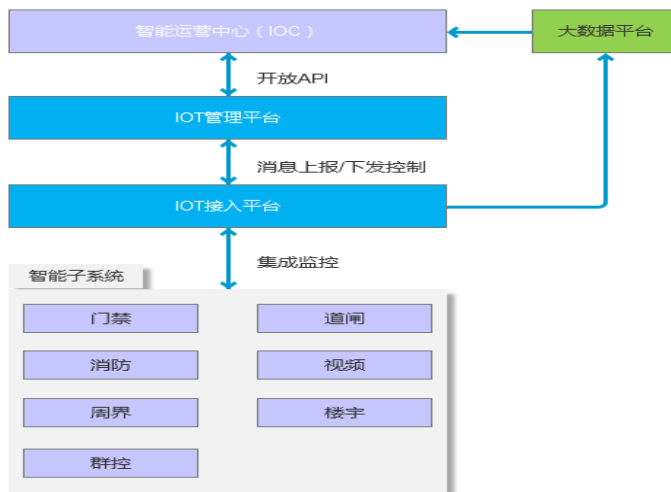 智能运营中心（IOC）
大数据平台
开放API
IOT管理平台
消息上报/下发控制
IOT接入平台
集成监控
智能子系统
门禁
道闸
消防
视频
周界
楼宇
群控